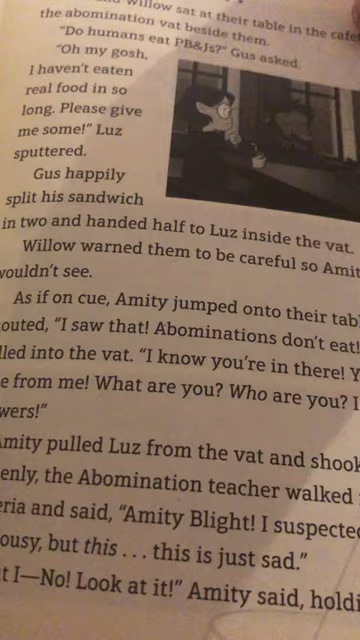 Willow sat at their table in the
the abomination vat beside them.
"Do humans eat PB&Js?" Gus asked.
"Oh my gosh,
I haven't eaten
real food in so
long. Please give
me some!" Luz
sputtered.
Gus happily
split his sandwich
in two and handed half to Luz inside the vat.
Willow warned them to be careful so Amit
wouldn't see.
As if on cue, Amity jumped onto their tab
outed, "I saw that! Abominations don't eat!
lled into the vat. "I know you're in there! Y
e from me! What are you? Who are you? I
wers!"
Amity pulled Luz from the vat and shook
enly, the Abomination teacher walked
eria and said, "Amity Blight! I suspected
ousy, but this . . . this is just sad."
t I—No! Look at it!" Amity said, holdi